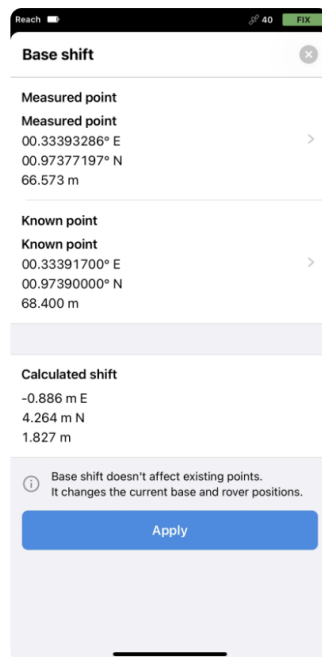 Reach
40
FIX
Base shift
Measured point
Measured point
00.33393286° E
00.97377197° N
66.573 m
Known point
Known point
00.33391700° E
00.97390000° N
68.400 m
Calculated shift
-0.886 m E
4.264 m N
1.827 m
Base shift doesn't affect existing points.
It changes the current base and rover positions.
Apply